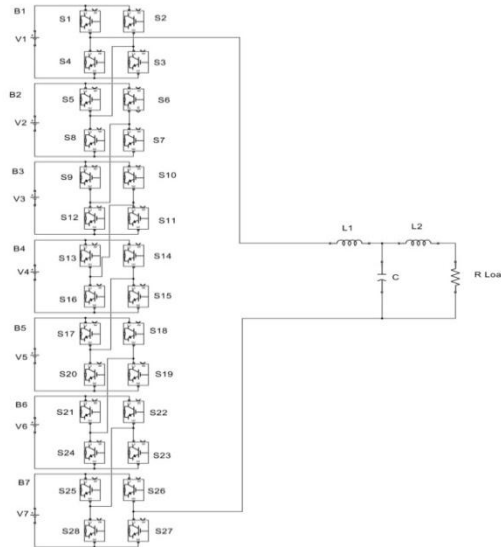 B1
S1 S2
V1
S4 S3
B2
S5 S6
V2
S8 S7
B3
S9 S10
V3
S12 S11
B4
S13 S14
V4
S16 S15
B5
S17 S18
V5
S20 S19
B6
S21 S22
V6
S24 S23
B7
S25 S26
V7
S28 S27
L1 L2
C
R Loa